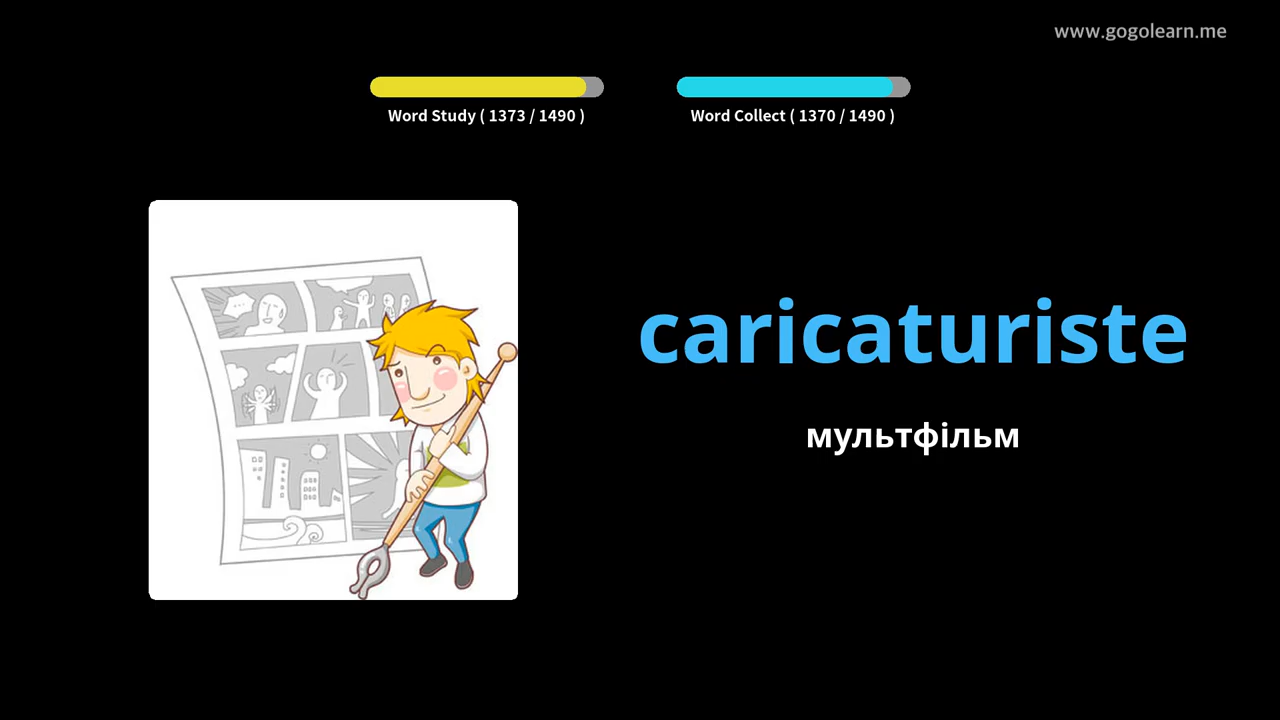 www.gogolearn.me
Word Study ( 1373 / 1490 )
Word Collect ( 1370 / 1490 )
caricaturiste
мультфільм